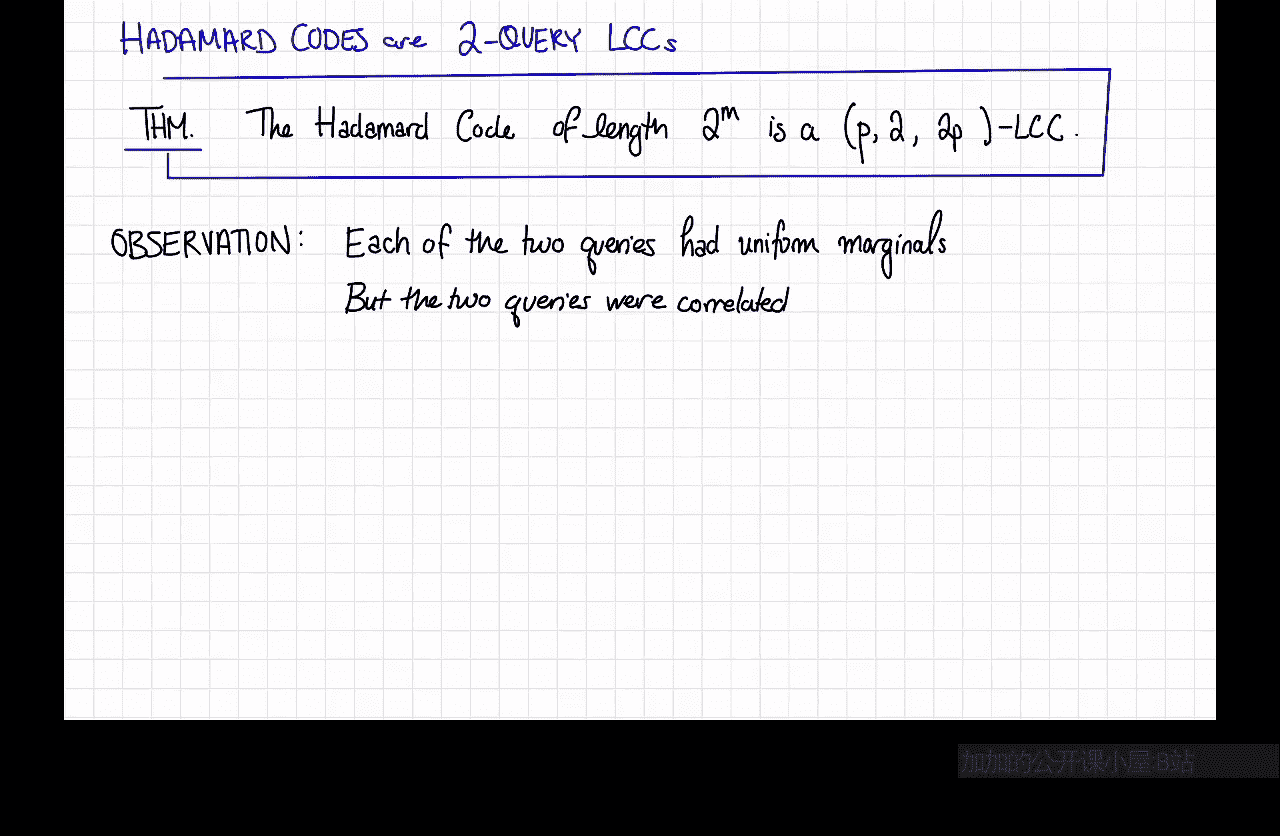 HADAMARD CODES are 2-QUERY LCCs
THM. The Hadamard Code of length 2^m is a (p, 2, 2p)-LCC.
OBSERVATION: Each of the two queries had uniform marginals
But the two queries were correlated
加加的公开课小屋 B站